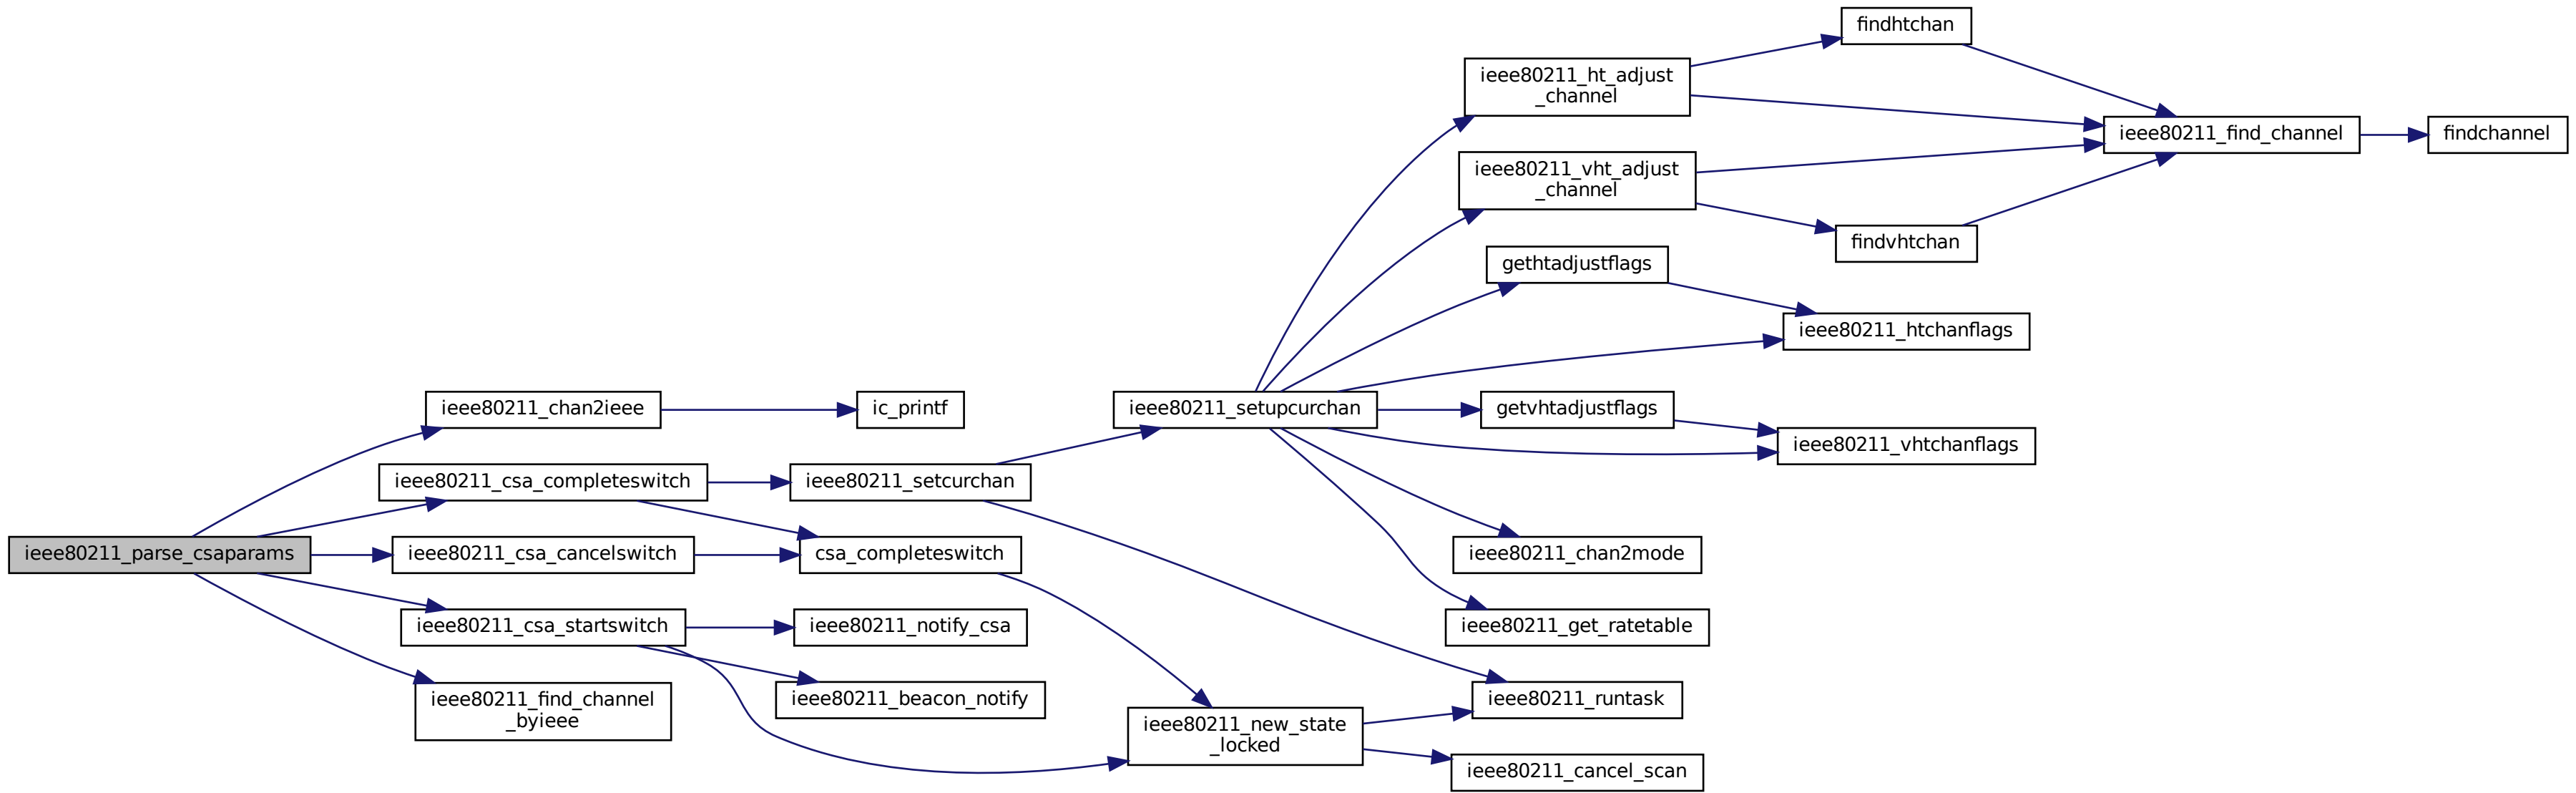 findhtchan
ieee80211_ht_adjust
_channel
ieee80211_find_channel
findchannel
ieee80211_vht_adjust
_channel
findvhtchan
gethtadjustflags
ieee80211_htchanflags
ieee80211_chan2ieee
ic_printf
ieee80211_setupcurchan
getvhtadjustflags
ieee80211_vhtchanflags
ieee80211_csa_completeswitch
ieee80211_setcurchan
ieee80211_parse_csaparams
ieee80211_csa_cancelswitch
csa_completeswitch
ieee80211_chan2mode
ieee80211_csa_startswitch
ieee80211_notify_csa
ieee80211_get_ratetable
ieee80211_find_channel
_byieee
ieee80211_beacon_notify
ieee80211_runtask
ieee80211_new_state
_locked
ieee80211_cancel_scan